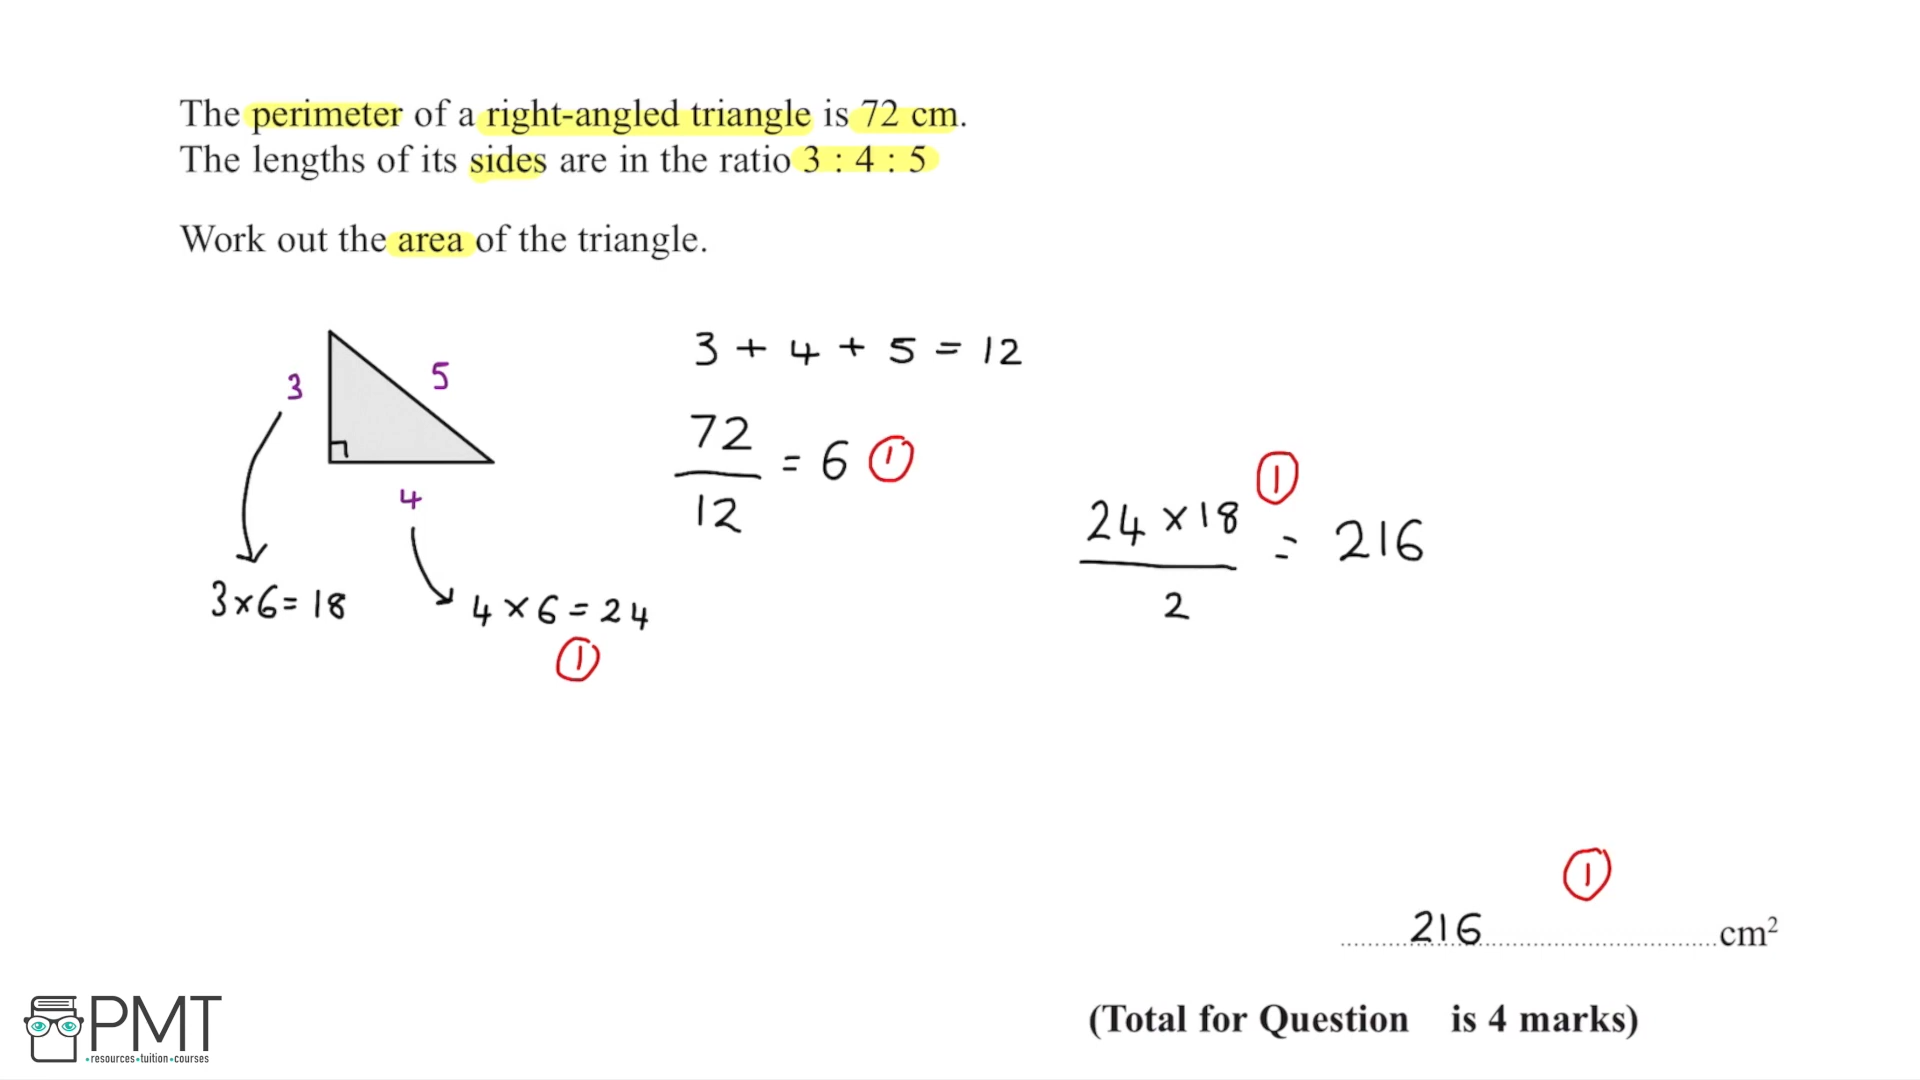 The perimeter of a right-angled triangle is 72 cm.
The lengths of its sides are in the ratio 3 : 4 : 5
Work out the area of the triangle.
3
5
4
3×6=18
4×6=24
①
3 + 4 + 5 = 12
72
12
= 6 ①
24×18
2
①
= 216
①
216 cm²
(Total for Question is 4 marks)
PMT
•resources•tuition•courses